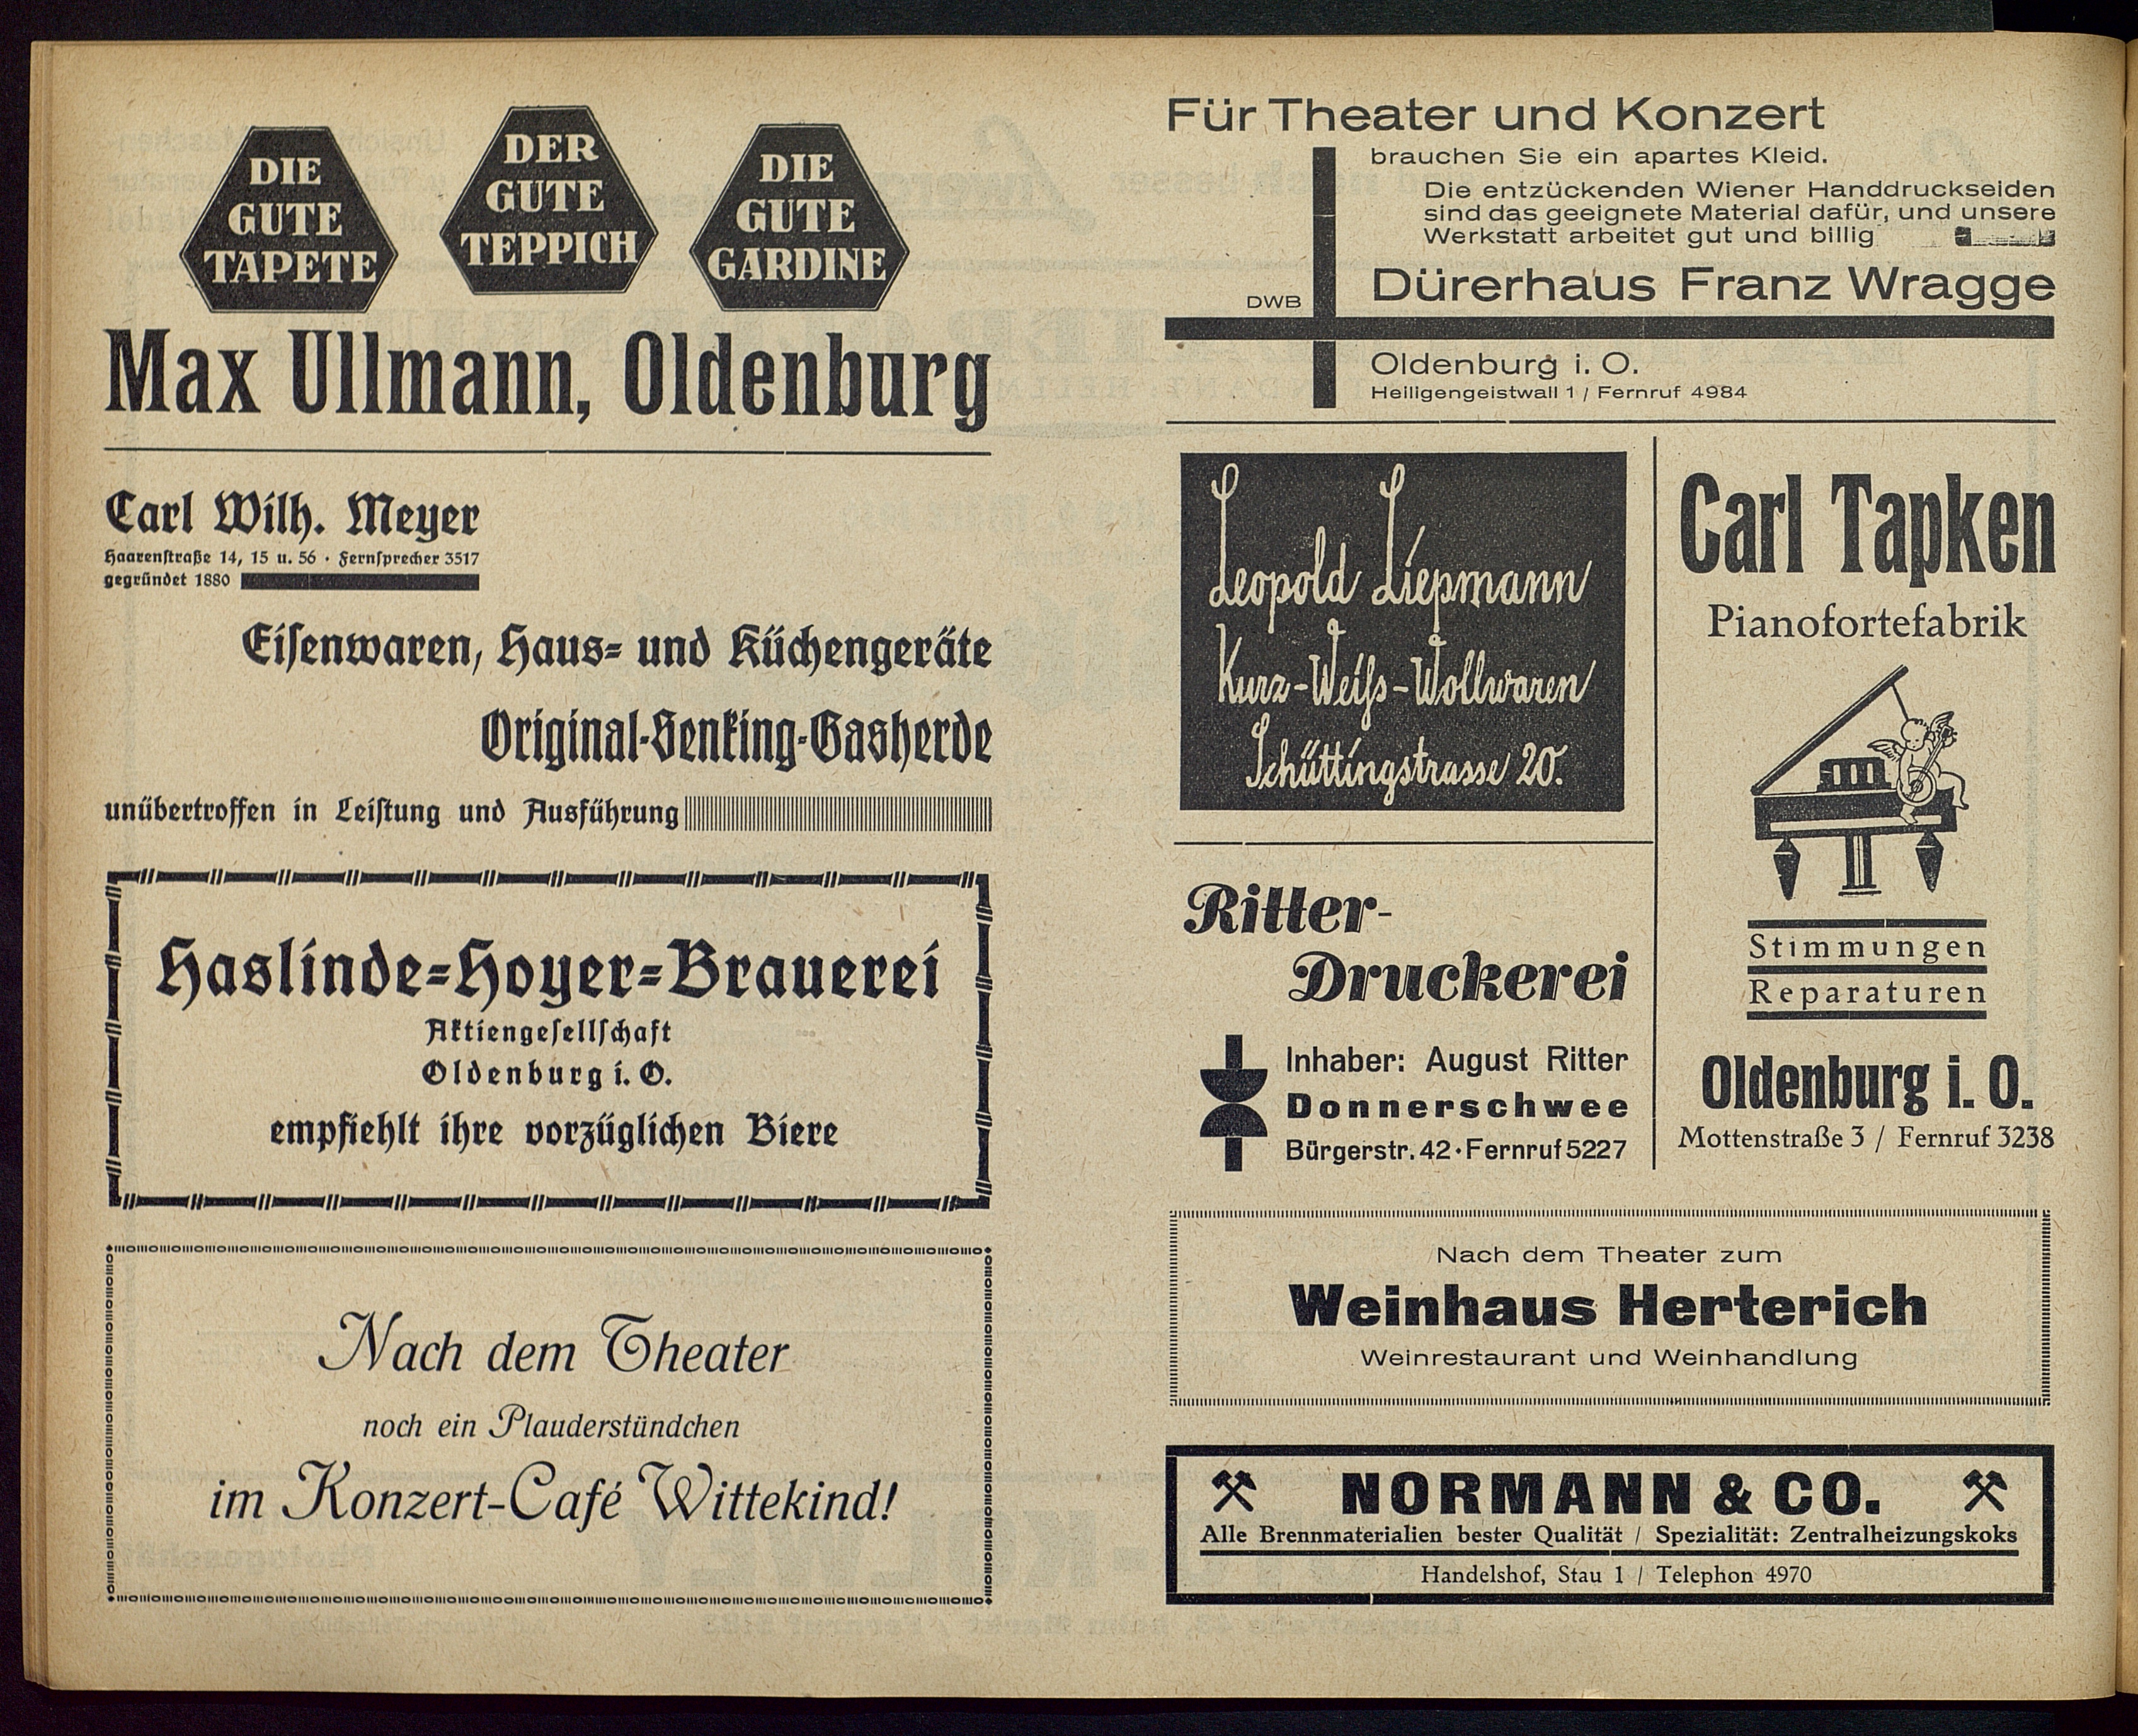 DIE
GUTE
TAPETE
DER
GUTE
TEPPICH
DIE
GUTE
GARDINE
Max Ullmann, Oldenburg
Carl Wilh. Meyer
Haarenstraße 14, 15 u. 56 · Fernsprecher 3517
gegründet 1880
Eisenwaren, Haus- und Küchengeräte
Original-Senking-Gasherde
unübertroffen in Leistung und Ausführung
Haslinde-Hoyer-Brauerei
Aktiengesellschaft
Oldenburg i. O.
empfiehlt ihre vorzüglichen Biere
Nach dem Theater
noch ein Plauderstündchen
im Konzert-Café Wittekind!
Für Theater und Konzert
brauchen Sie ein apartes Kleid.
Die entzückenden Wiener Handdruckseiden
sind das geeignete Material dafür, und unsere
Werkstatt arbeitet gut und billig
DWB
Dürerhaus Franz Wragge
Oldenburg i. O.
Heiligengeistwall 1 / Fernruf 4984
Leopold Liepmann
Kurz-Weiß-Wollwaren
Schüttingstrasse 20.
Ritter-
Druckerei
Inhaber: August Ritter
Donnerschwee
Bürgerstr. 42 · Fernruf 5227
Carl Tapken
Pianofortefabrik
Stimmungen
Reparaturen
Oldenburg i. O.
Mottenstraße 3 / Fernruf 3238
Nach dem Theater zum
Weinhaus Herterich
Weinrestaurant und Weinhandlung
NORMANN & CO.
Alle Brennmaterialien bester Qualität / Spezialität: Zentralheizungskoks
Handelshof, Stau 1 / Telephon 4970